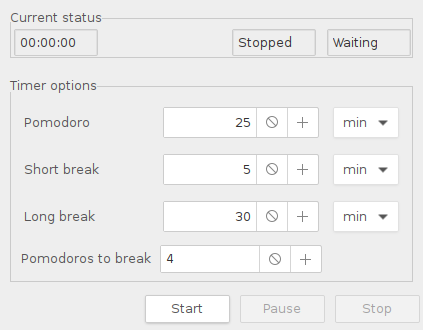 Current status
00:00:00 Stopped Waiting
Timer options
Pomodoro 25 min
Short break 5 min
Long break 30 min
Pomodoros to break 4
Start Pause Stop